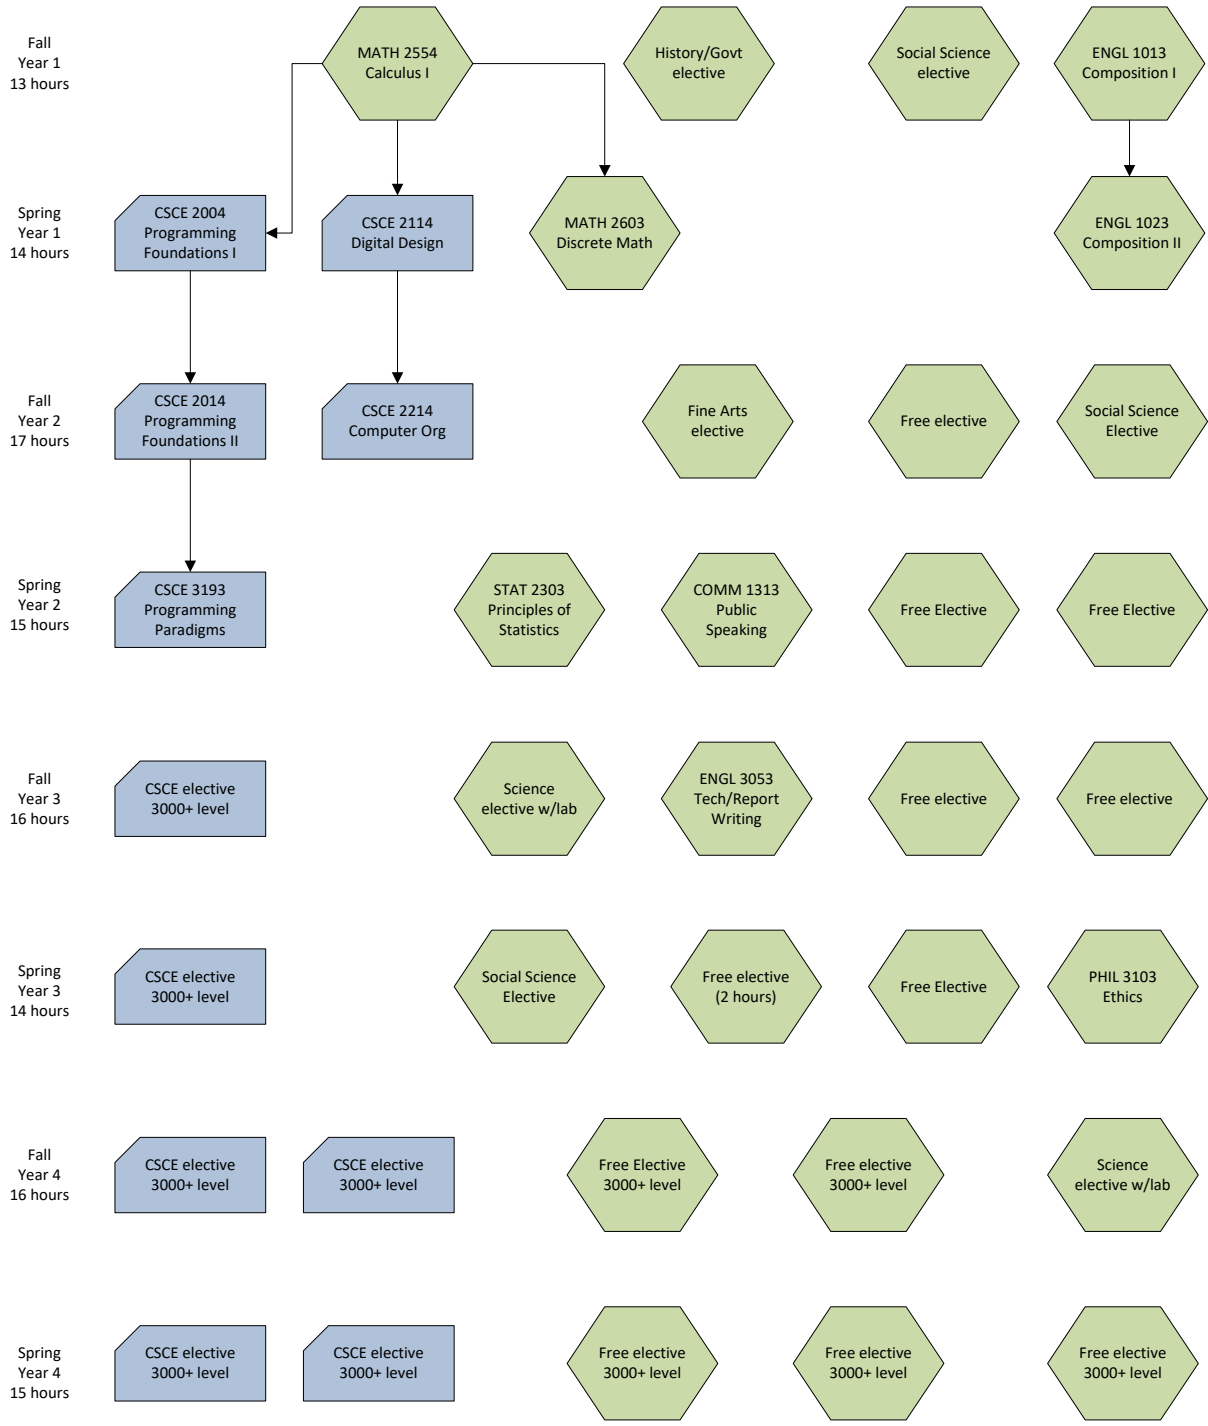 Fall
Year 1
13 hours
MATH 2554
Calculus I
History/Govt
elective
Social Science
elective
ENGL 1013
Composition I
Spring
Year 1
14 hours
CSCE 2004
Programming
Foundations I
CSCE 2114
Digital Design
MATH 2603
Discrete Math
ENGL 1023
Composition II
Fall
Year 2
17 hours
CSCE 2014
Programming
Foundations II
CSCE 2214
Computer Org
Fine Arts
elective
Free elective
Social Science
Elective
Spring
Year 2
15 hours
CSCE 3193
Programming
Paradigms
STAT 2303
Principles of
Statistics
COMM 1313
Public
Speaking
Free Elective
Free Elective
Fall
Year 3
16 hours
CSCE elective
3000+ level
Science
elective w/lab
ENGL 3053
Tech/Report
Writing
Free elective
Free elective
Spring
Year 3
14 hours
CSCE elective
3000+ level
Social Science
Elective
Free elective
(2 hours)
Free Elective
PHIL 3103
Ethics
Fall
Year 4
16 hours
CSCE elective
3000+ level
CSCE elective
3000+ level
Free Elective
3000+ level
Free elective
3000+ level
Science
elective w/lab
Spring
Year 4
15 hours
CSCE elective
3000+ level
CSCE elective
3000+ level
Free elective
3000+ level
Free elective
3000+ level
Free elective
3000+ level